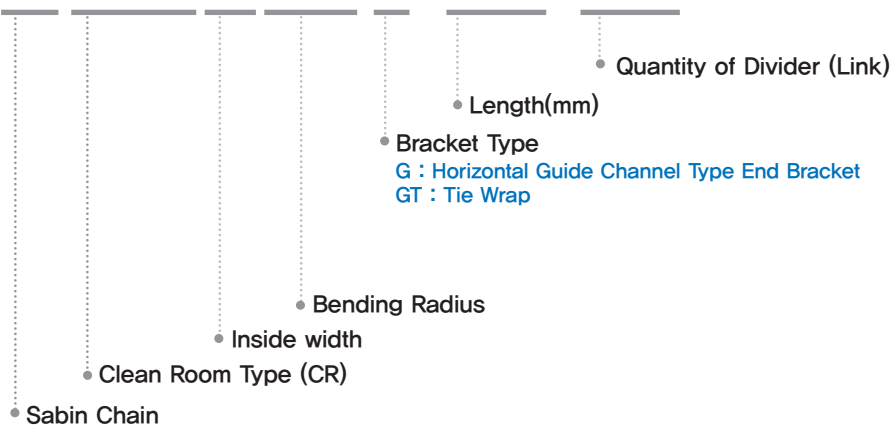 Quantity of Divider (Link)
Length(mm)
Bracket Type
G : Horizontal Guide Channel Type End Bracket
GT : Tie Wrap
Bending Radius
Inside width
Clean Room Type (CR)
Sabin Chain